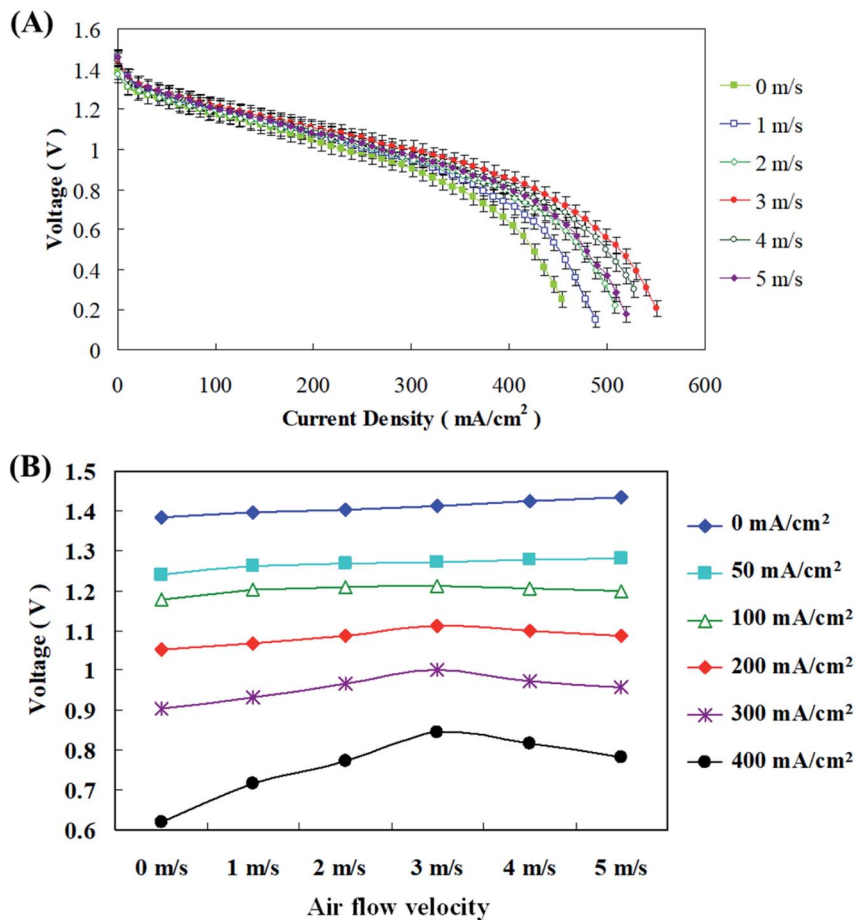 (A)
1.6
1.4
1.2
1
0.8
0.6
0.4
0.2
0
Voltage ( V )
0 100 200 300 400 500 600
Current Density ( mA/cm²)
0 m/s
1 m/s
2 m/s
3 m/s
4 m/s
5 m/s
(B)
1.5
1.4
1.3
1.2
1.1
1
0.9
0.8
0.7
0.6
Voltage ( V )
0 m/s 1 m/s 2 m/s 3 m/s 4 m/s 5 m/s
Air flow velocity
0 mA/cm²
50 mA/cm²
100 mA/cm²
200 mA/cm²
300 mA/cm²
400 mA/cm²